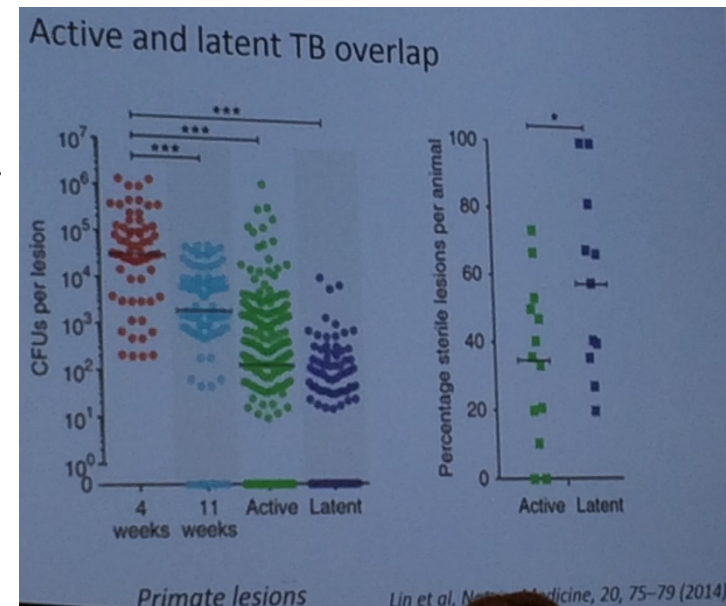 Active and latent TB overlap
***
***
***
CFUs per lesion
10⁷
10⁶
10⁵
10⁴
10³
10²
10¹
10⁰
0
4 weeks
11 weeks
Active
Latent
*
Percentage sterile lesions per animal
100
80
60
40
20
0
Active
Latent
Primate lesions
Lin et al, Medicine, 20, 75–79 (2014)